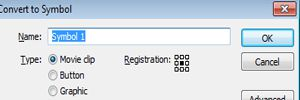 Convert to Symbol
Name: Symbol 1 OK
Type: Movie clip Registration: Cancel
Button
Graphic Advanced